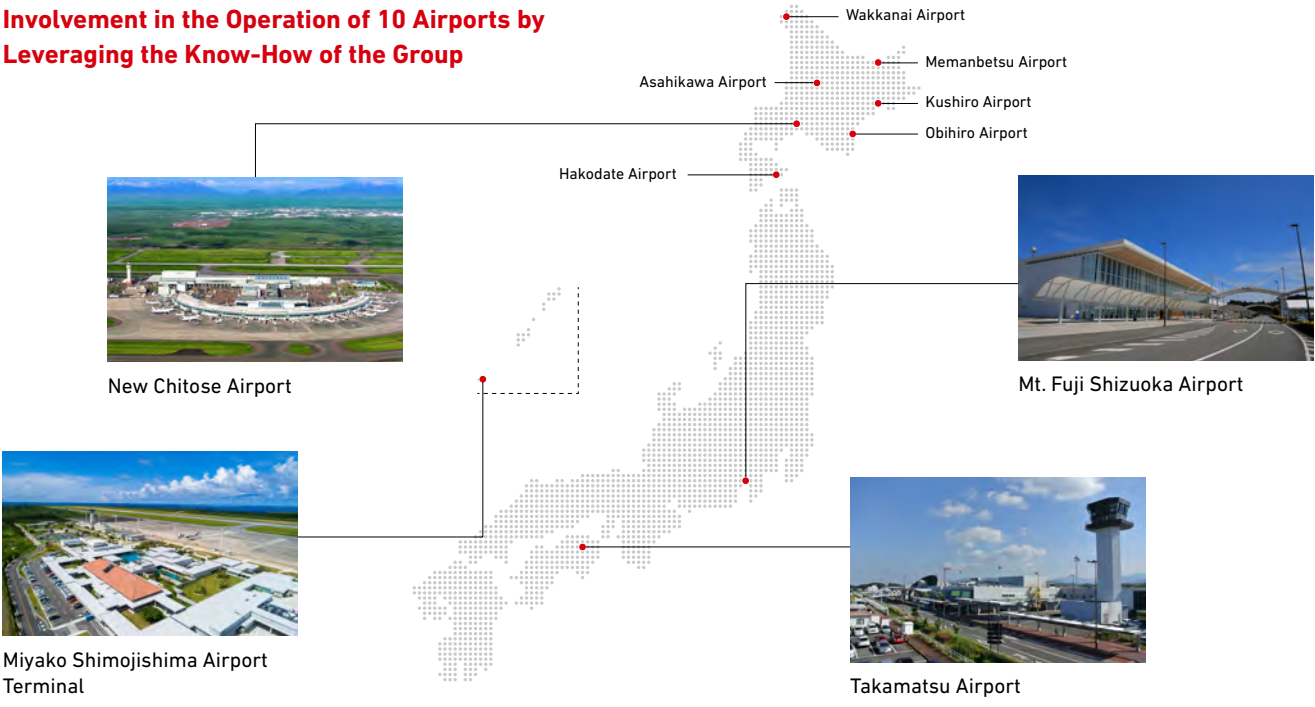 Involvement in the Operation of 10 Airports by
Leveraging the Know-How of the Group
Wakkanai Airport
Memanbetsu Airport
Asahikawa Airport
Kushiro Airport
Obihiro Airport
Hakodate Airport
New Chitose Airport
Mt. Fuji Shizuoka Airport
Miyako Shimojishima Airport
Terminal
Takamatsu Airport